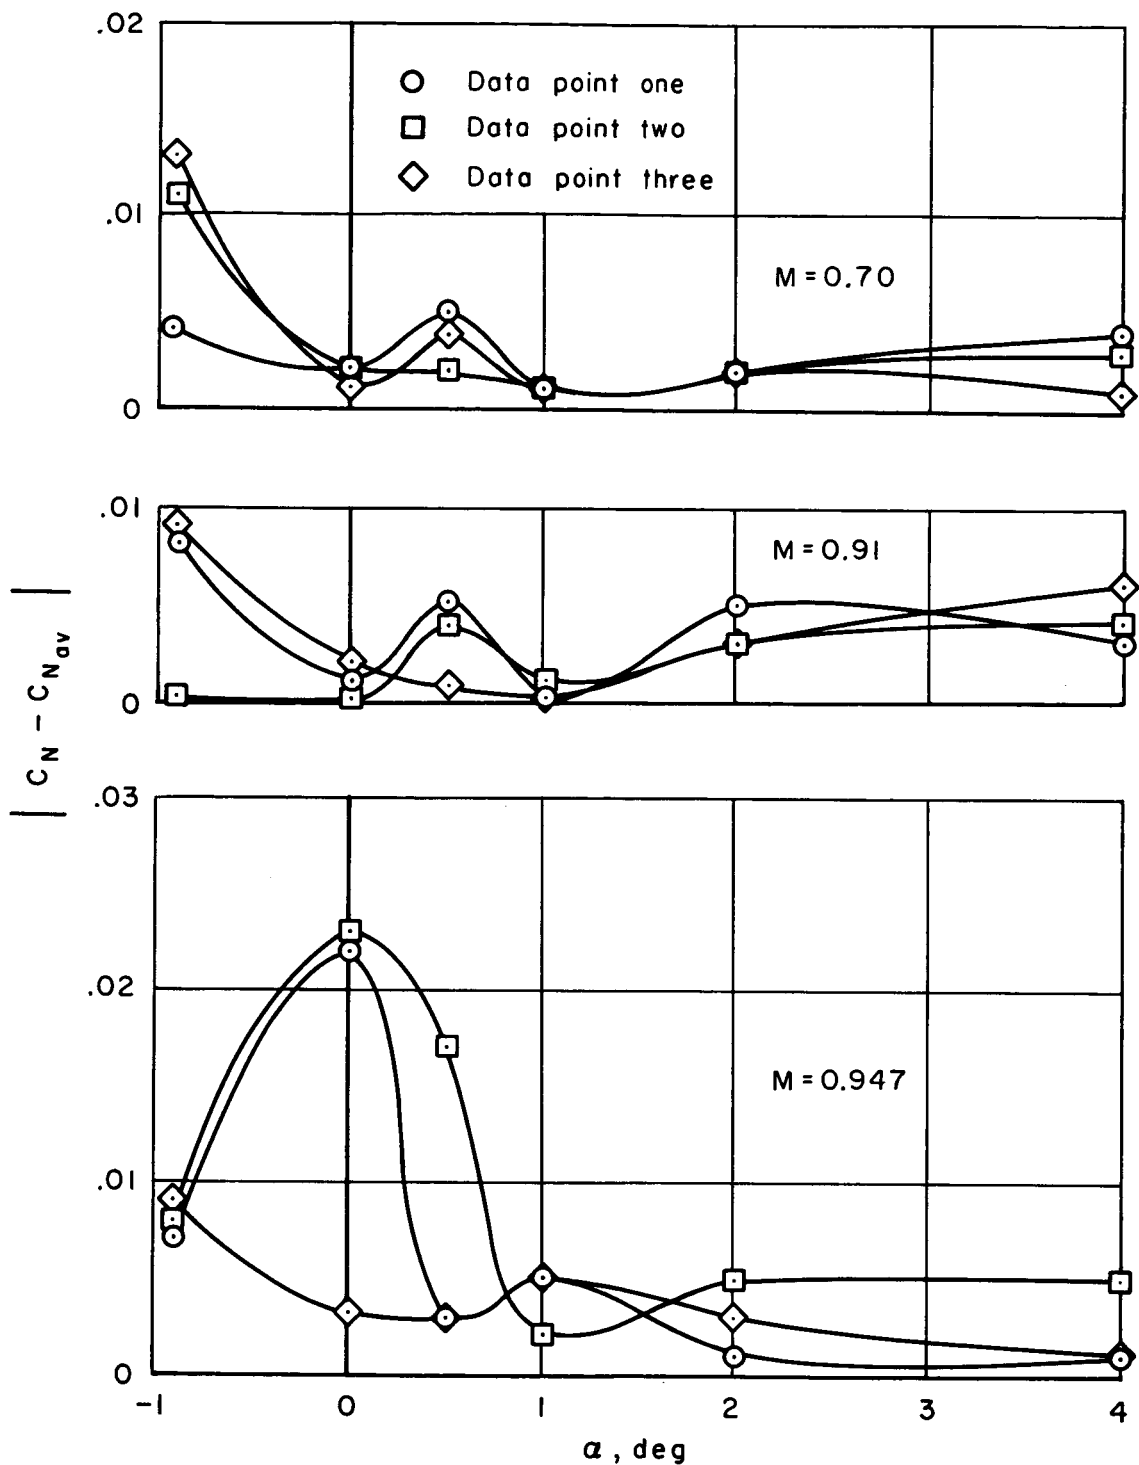 .02
Data point one
Data point two
Data point three
.01
M = 0.70
0
.01
M = 0.91
0
| C_N − C_N_av |
.03
.02
M = 0.947
.01
0
−1 0 1 2 3 4
α, deg